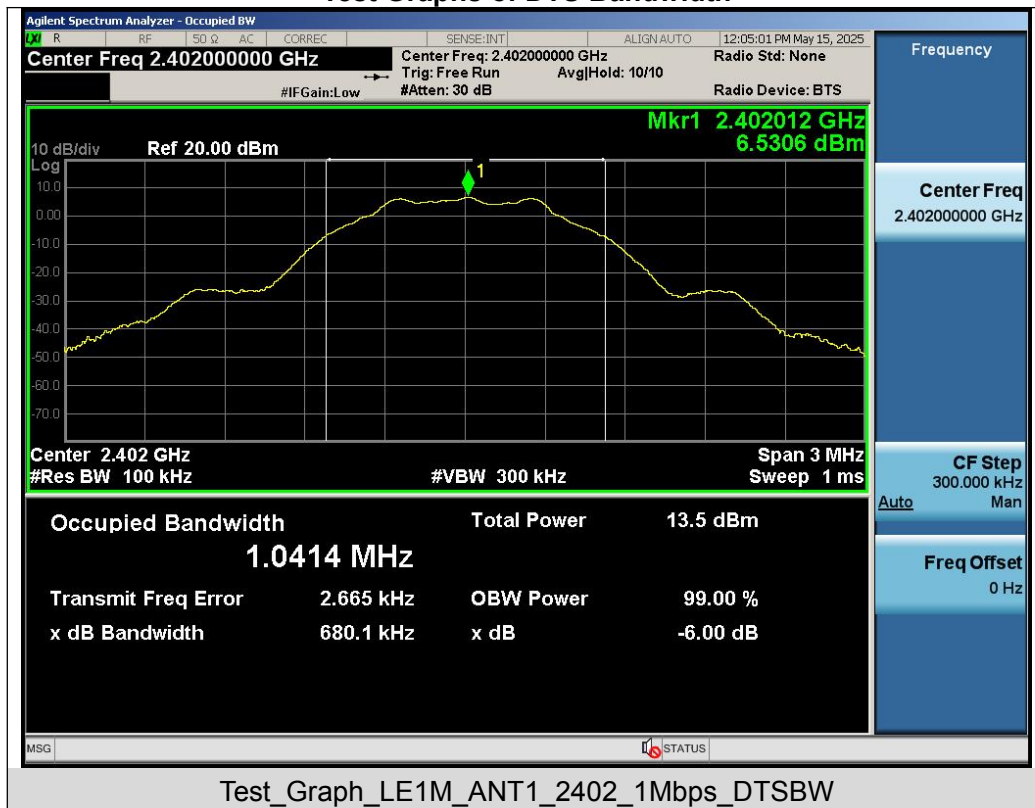 Test Graphs of DTS Bandwidth
Agilent Spectrum Analyzer - Occupied BW
LXI R RF 50 Ω AC CORREC SENSE:INT ALIGN AUTO 12:05:01 PM May 15, 2025
Center Freq 2.402000000 GHz Center Freq: 2.402000000 GHz Radio Std: None
Trig: Free Run Avg|Hold: 10/10
#IFGain:Low #Atten: 30 dB Radio Device: BTS
Frequency
Mkr1 2.402012 GHz
6.5306 dBm
10 dB/div Ref 20.00 dBm
Log
1
10.0
0.00
-10.0
-20.0
-30.0
-40.0
-50.0
-60.0
-70.0
Center 2.402 GHz Span 3 MHz
#Res BW 100 kHz #VBW 300 kHz Sweep 1 ms
Center Freq
2.402000000 GHz
CF Step
300.000 kHz
Auto Man
Freq Offset
0 Hz
Occupied Bandwidth Total Power 13.5 dBm
1.0414 MHz
Transmit Freq Error 2.665 kHz OBW Power 99.00 %
x dB Bandwidth 680.1 kHz x dB -6.00 dB
MSG STATUS
Test_Graph_LE1M_ANT1_2402_1Mbps_DTSBW